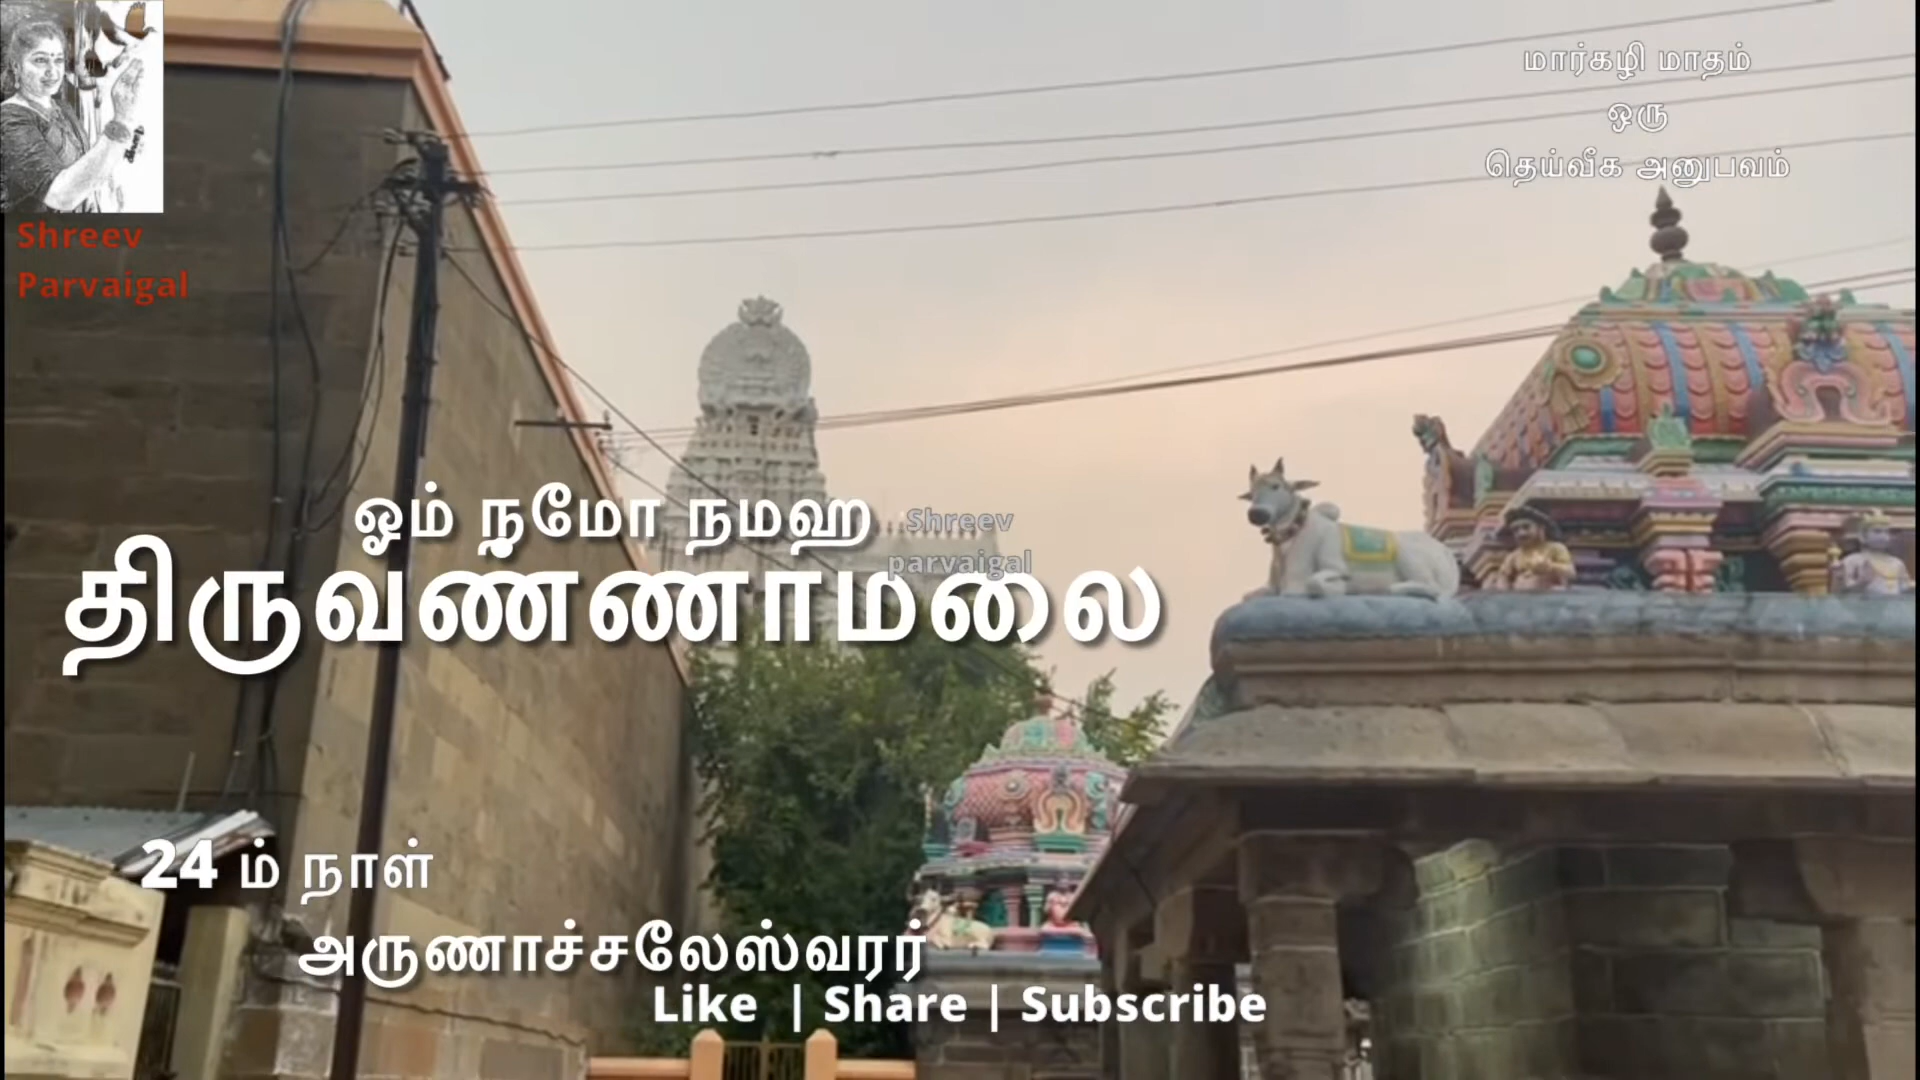 மார்கழி மாதம்
ஒரு
தெய்வீக அனுபவம்
Shreev
Parvaigal
ஓம் நமோ நமஹ
Shreev
parvaigal
திருவண்ணாமலை
24 ம் நாள்
அருணாச்சலேஸ்வரர்
Like | Share | Subscribe